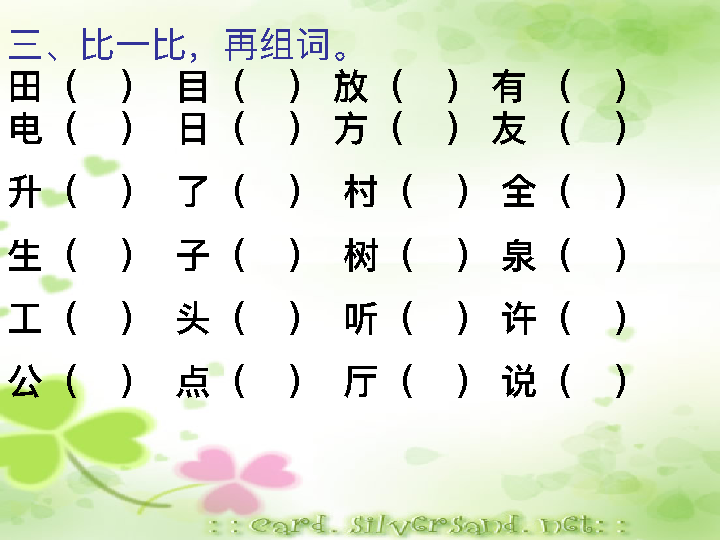 三、比一比，再组词。
田（ ） 目（ ） 放（ ） 有（ ）
电（ ） 日（ ） 方（ ） 友（ ）
升（ ） 了（ ） 村（ ） 全（ ）
生（ ） 子（ ） 树（ ） 泉（ ）
工（ ） 头（ ） 听（ ） 许（ ）
公（ ） 点（ ） 厅（ ） 说（ ）
::card.silversand.net::